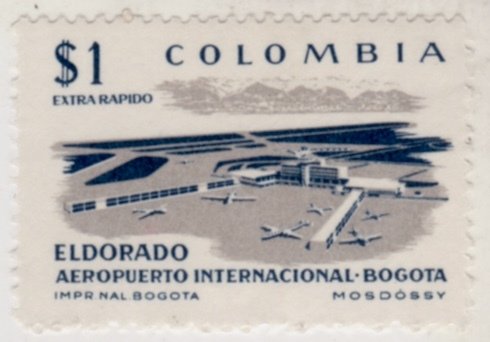 $1 COLOMBIA
EXTRA RAPIDO
ELDORADO
AEROPUERTO INTERNACIONAL·BOGOTA
IMPR.NAL.BOGOTA MOSDÓSSY